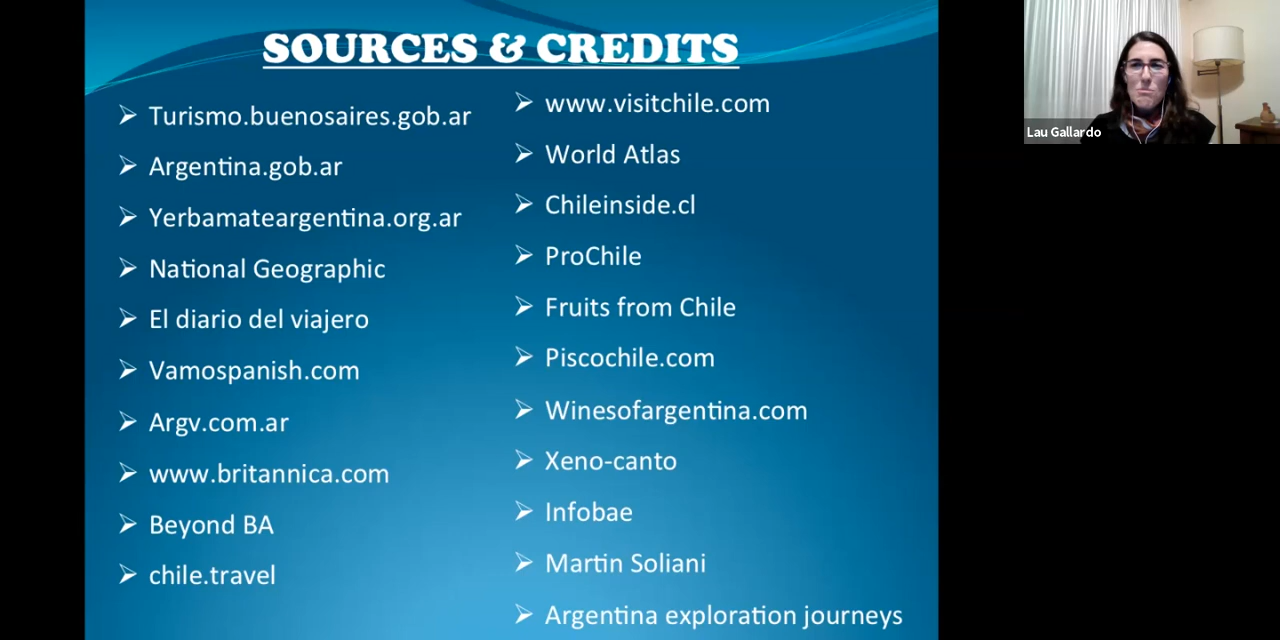 SOURCES & CREDITS
Turismo.buenosaires.gob.ar
Argentina.gob.ar
Yerbamateargentina.org.ar
National Geographic
El diario del viajero
Vamospanish.com
Argv.com.ar
www.britannica.com
Beyond BA
chile.travel
www.visitchile.com
World Atlas
Chileinside.cl
ProChile
Fruits from Chile
Piscochile.com
Winesofargentina.com
Xeno-canto
Infobae
Martin Soliani
Argentina exploration journeys
Lau Gallardo